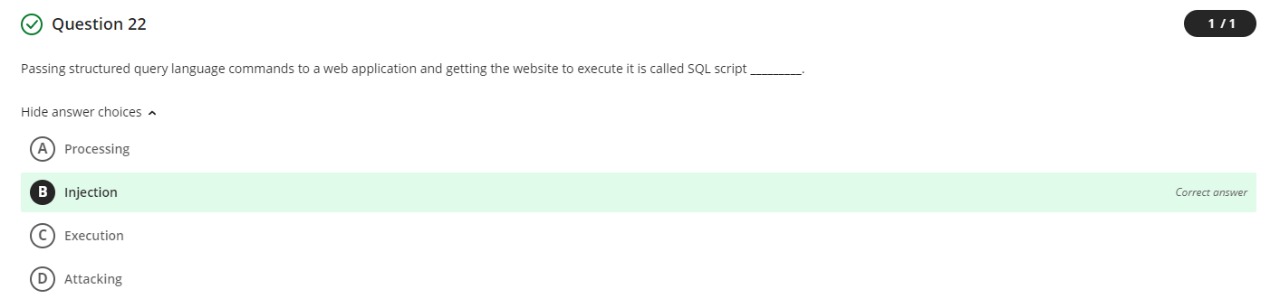 Question 22
1 / 1
Passing structured query language commands to a web application and getting the website to execute it is called SQL script _________.
Hide answer choices
A Processing
B Injection Correct answer
C Execution
D Attacking